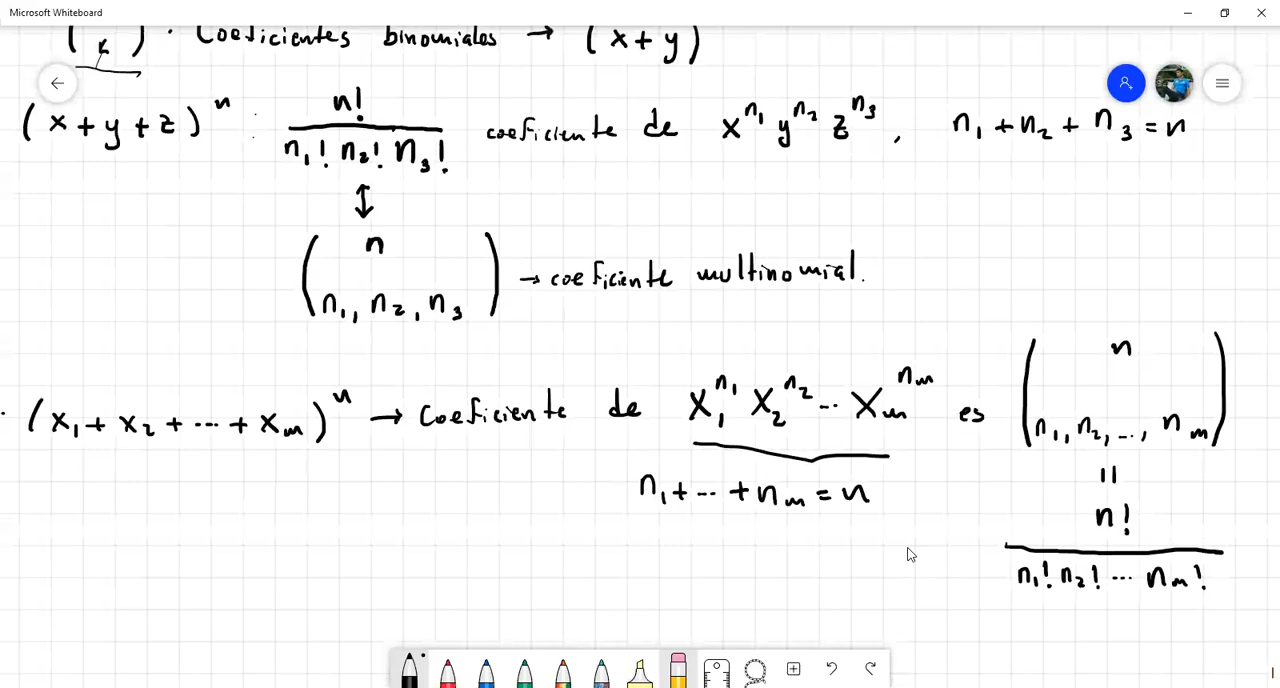 Microsoft Whiteboard
( k ) · Coeficientes binomiales → (x+y)
(x+y+z)^n : n! / n₁! n₂! n₃! coeficiente de x^n₁ y^n₂ z^n₃ , n₁+n₂+n₃=n
↕
( n
n₁, n₂, n₃ ) → coeficiente multinomial.
· (x₁+x₂+...+xₘ)^n → Coeficiente de x₁^n₁ x₂^n₂ ... xₘ^nₘ es ( n
n₁, n₂, ..., nₘ )
n₁+...+nₘ=n
=
n!
n₁! n₂! ... nₘ!